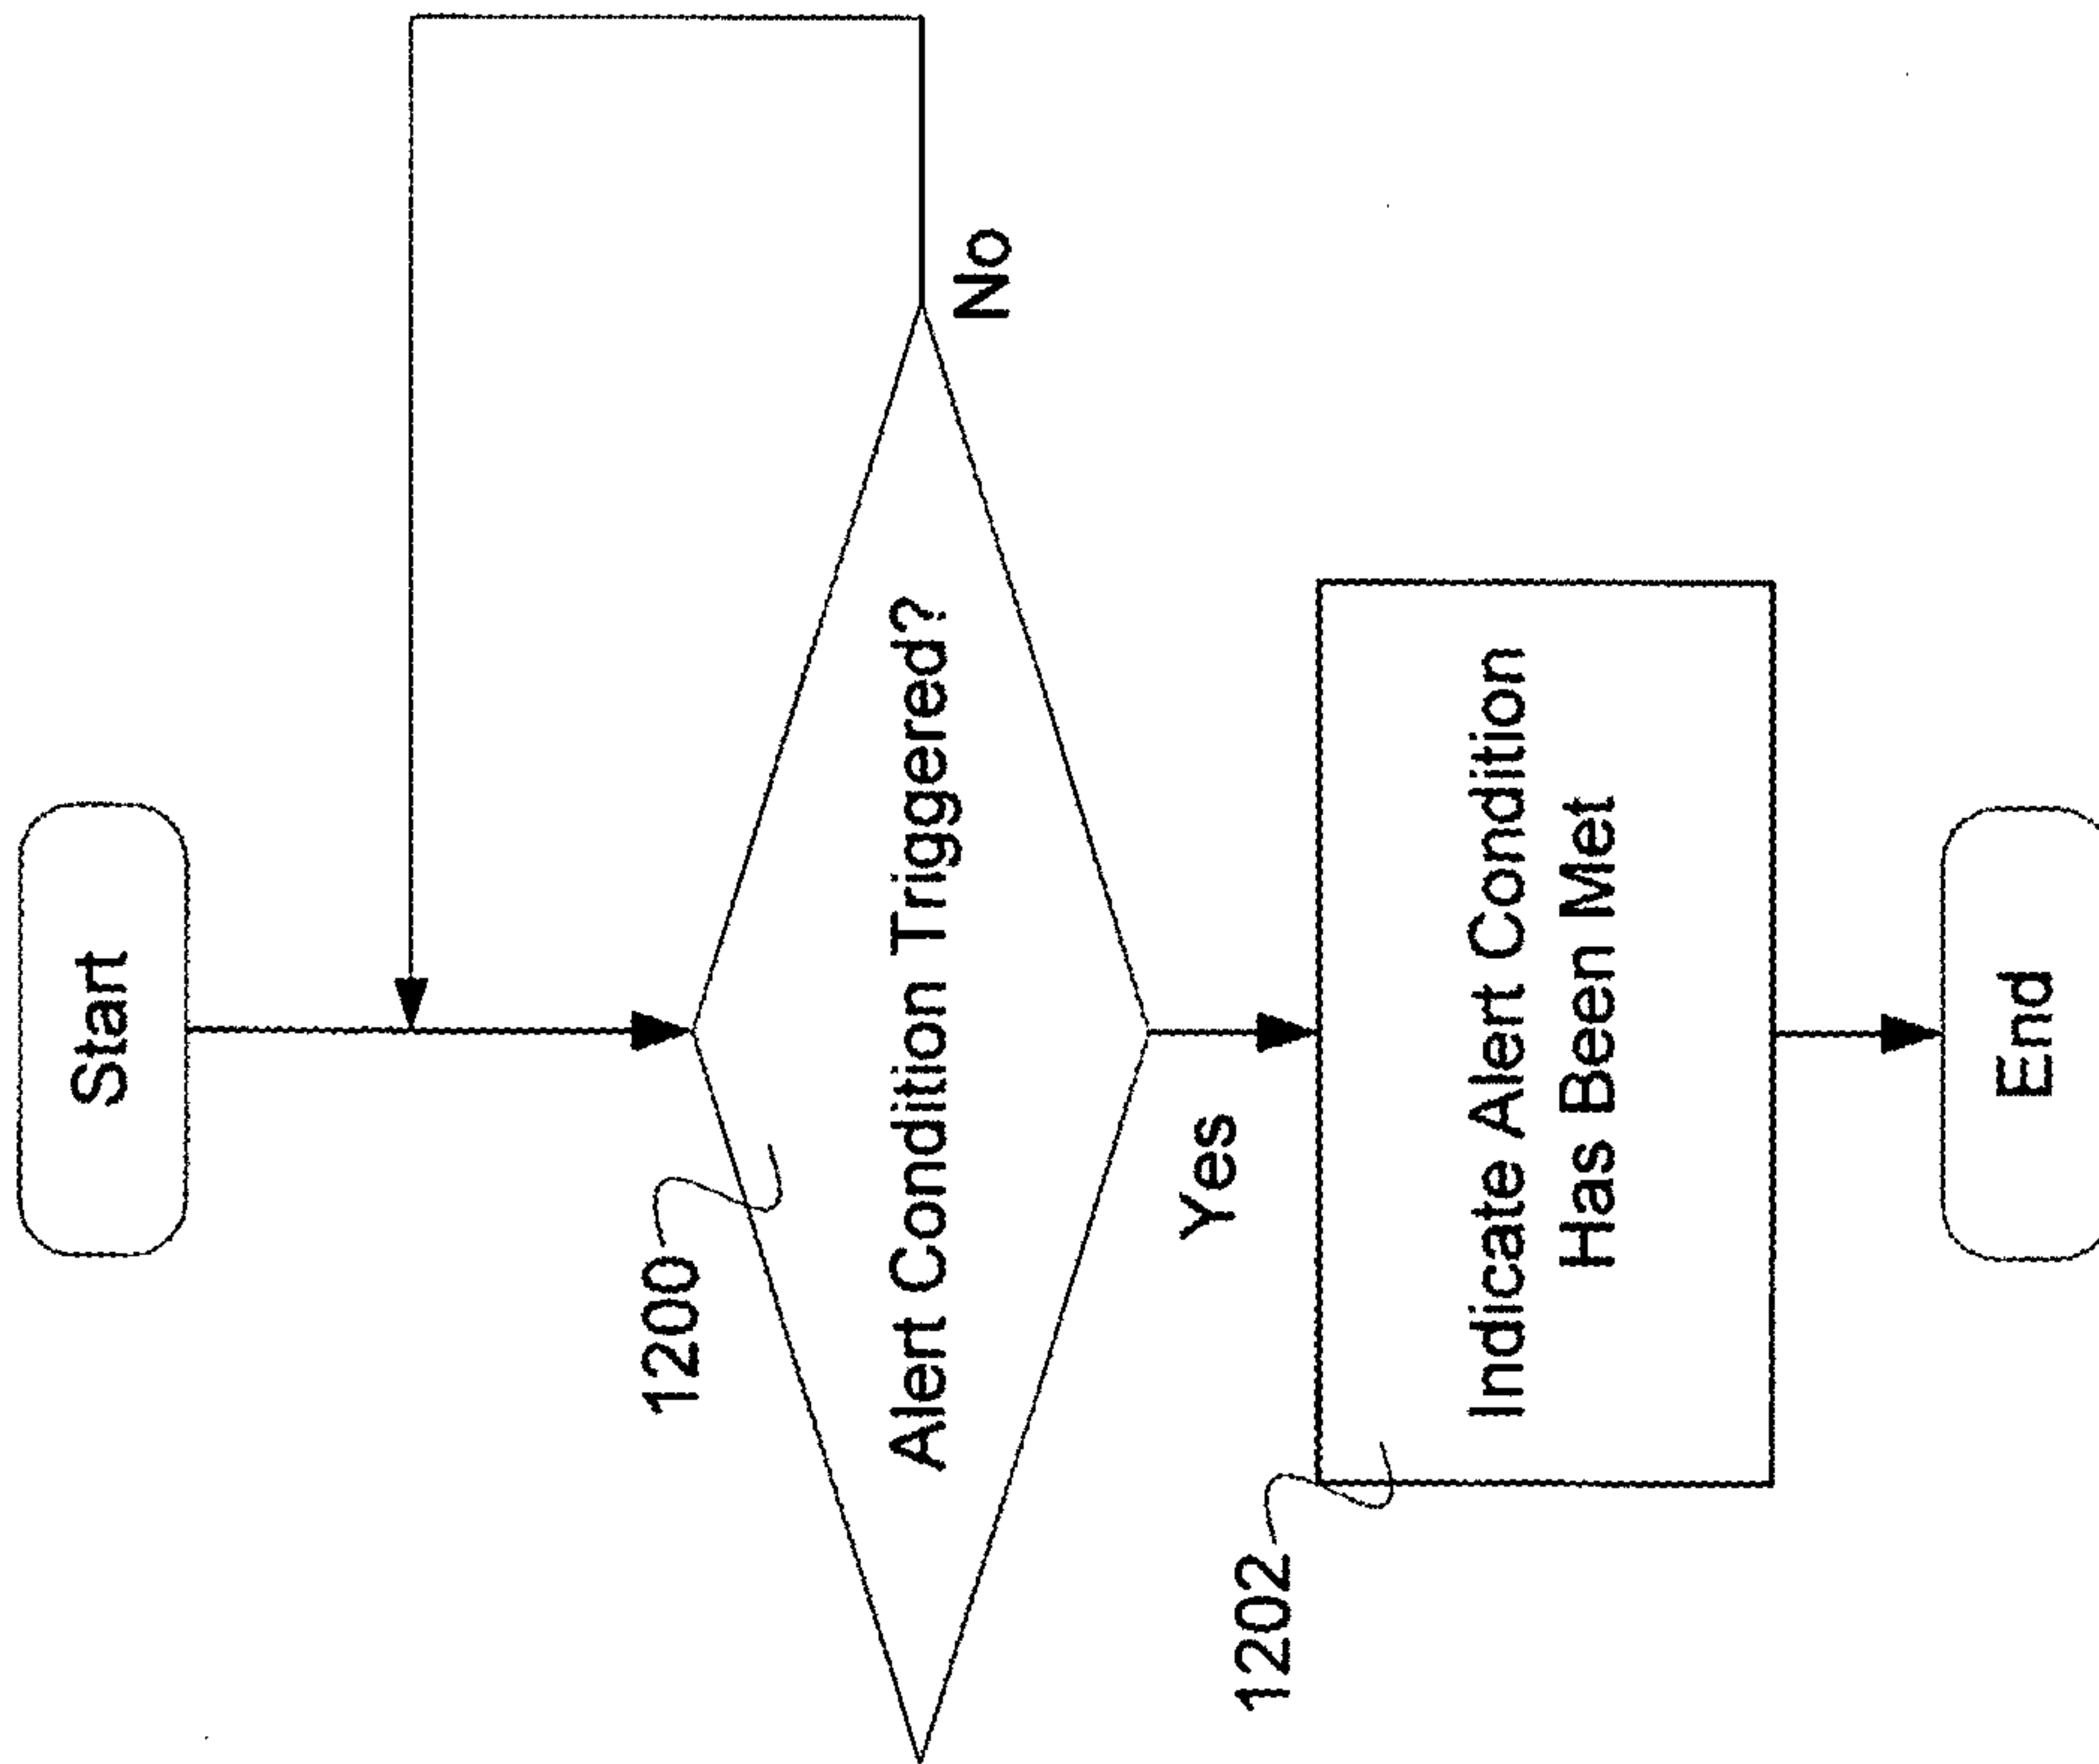 Start
1200
Alert Condition Triggered?
No
Yes
1202
Indicate Alert Condition
Has Been Met
End